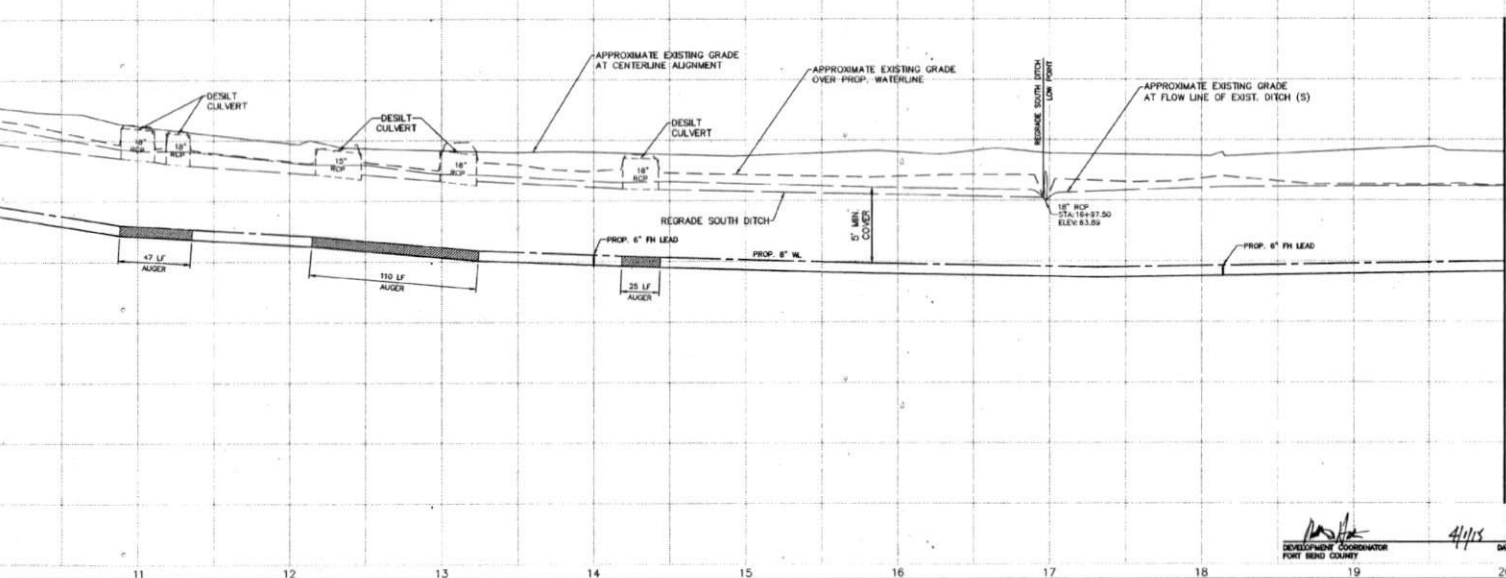 APPROXIMATE EXISTING GRADE
AT CENTERLINE ALIGNMENT
APPROXIMATE EXISTING GRADE
OVER PROP. WATERLINE
REGRADE SOUTH DITCH
LOW POINT
APPROXIMATE EXISTING GRADE
AT FLOW LINE OF EXIST. DITCH (S)
DESILT
CULVERT
DESILT
CULVERT
DESILT
CULVERT
18"
RCP
18"
RCP
15"
RCP
18"
RCP
18"
RCP
18" RCP
STA:16+97.50
ELEV: 63.69
REGRADE SOUTH DITCH
5' MIN.
COVER
PROP. 6" FH LEAD
PROP. 8" WL
PROP. 6" FH LEAD
47 LF
AUGER
110 LF
AUGER
25 LF
AUGER
4/1/15
DEVELOPMENT COORDINATOR
FORT BEND COUNTY
11 12 13 14 15 16 17 18 19